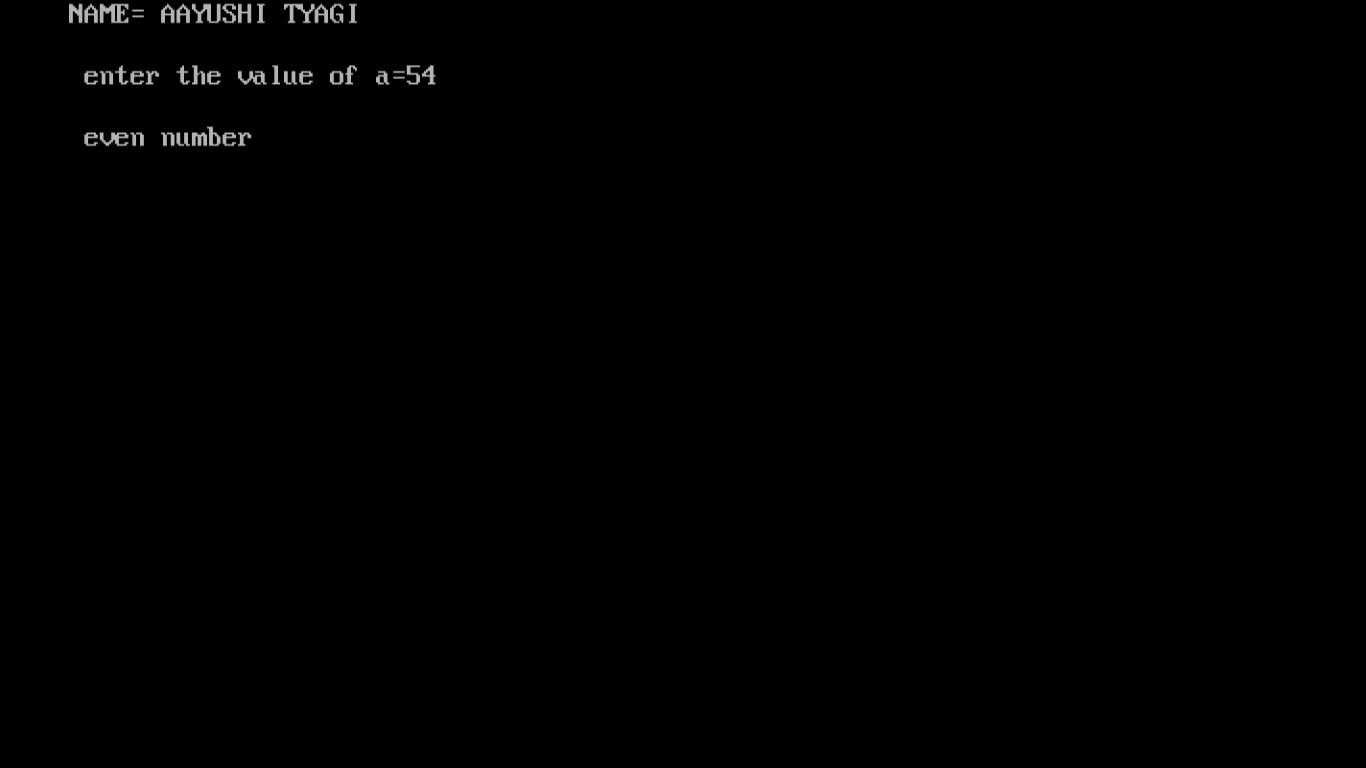 NAME= AAYUSHI TYAGI
enter the value of a=54
even number